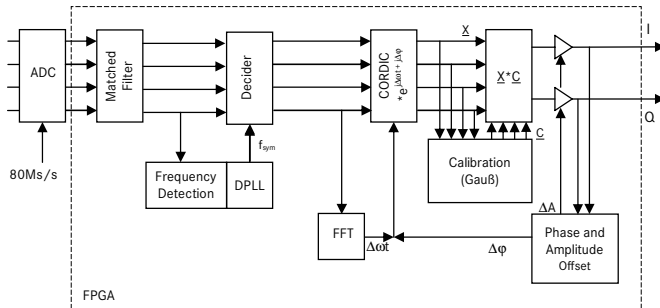 I
X
ADC
Matched
Filter
Decider
CORDIC
*e^jΔωt + jΔφ
X*C
Q
f_sym
C
80Ms/s
Frequency
Detection
DPLL
Calibration
(Gauß)
ΔA
FFT
Δωt
Δφ
Phase and
Amplitude
Offset
FPGA